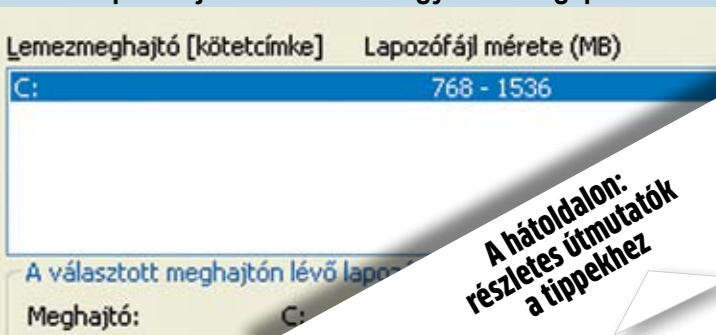 Lemezmeghajtó [kötetcímke] Lapozófájl mérete (MB)
C: 768 - 1536
A hátoldalon:
részletes útmutatók
a tippekhez
A választott meghajtón lévő
Meghajtó: C: